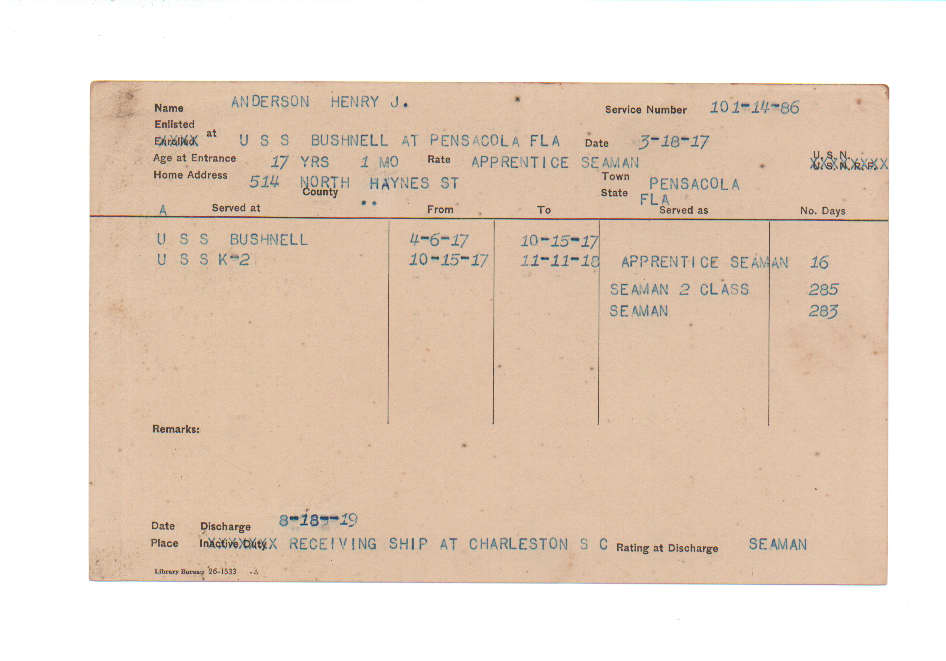 Name ANDERSON HENRY J. Service Number 101-14-86
Enlisted
Enrolled at U S S BUSHNELL AT PENSACOLA FLA Date 3-18-17
Age at Entrance 17 YRS 1 MO Rate APPRENTICE SEAMAN U.S.N. U.S.N.R.F.
Home Address 514 NORTH HAYNES ST Town PENSACOLA
County " State FLA
A Served at From To Served as No. Days
U S S BUSHNELL 4-6-17 10-15-17
U S S K-2 10-15-17 11-11-18 APPRENTICE SEAMAN 16
SEAMAN 2 CLASS 285
SEAMAN 283
Remarks:
Date Discharge 8-18-19
Place Inactive Duty RECEIVING SHIP AT CHARLESTON S C Rating at Discharge SEAMAN
Library Bureau 26-1533